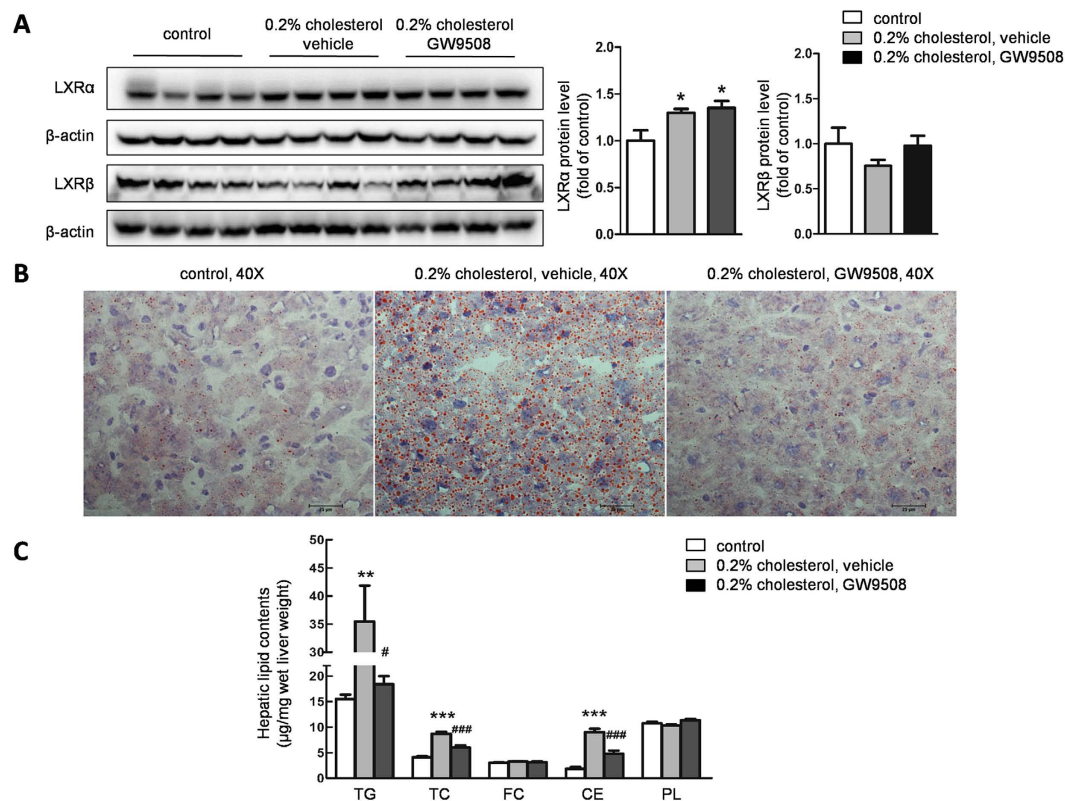 A
control
0.2% cholesterol
vehicle
0.2% cholesterol
GW9508
LXRα
β-actin
LXRβ
β-actin
LXRα protein level
(fold of control)
2.0
1.5
1.0
0.5
0.0
*
*
LXRβ protein level
(fold of control)
2.0
1.5
1.0
0.5
0.0
control
0.2% cholesterol, vehicle
0.2% cholesterol, GW9508
B
control, 40X
0.2% cholesterol, vehicle, 40X
0.2% cholesterol, GW9508, 40X
25 μm
25 μm
C
Hepatic lipid contents
(μg/mg wet liver weight)
50
45
40
35
30
20
15
10
5
0
**
#
***
###
***
###
TG
TC
FC
CE
PL
control
0.2% cholesterol, vehicle
0.2% cholesterol, GW9508